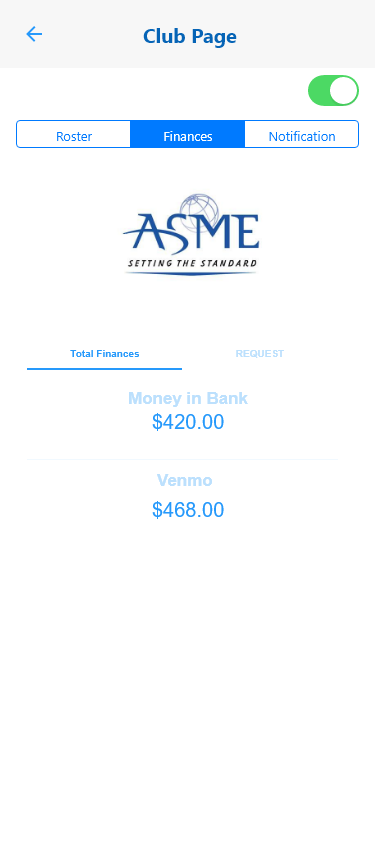 Club Page
Roster Finances Notification
ASME
SETTING THE STANDARD
Total Finances REQUEST
Money in Bank
$420.00
Venmo
$468.00